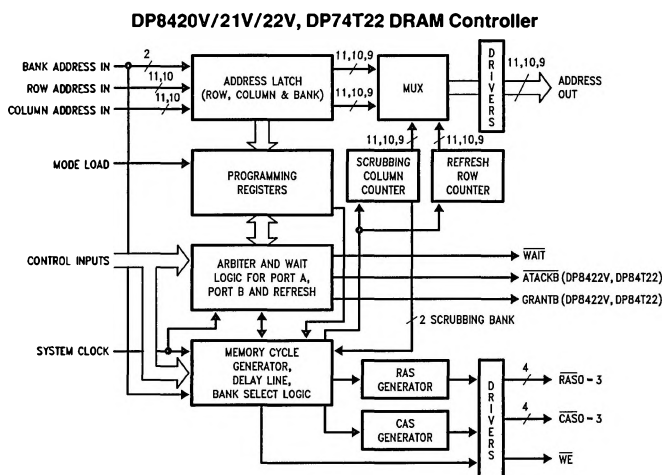 DP8420V/21V/22V, DP74T22 DRAM Controller
BANK ADDRESS IN
2
ROW ADDRESS IN
11,10
COLUMN ADDRESS IN
11,10
ADDRESS LATCH
(ROW, COLUMN & BANK)
11,10,9
11,10,9
MUX
DRIVERS
11,10,9
ADDRESS
OUT
11,10,9
11,10,9
MODE LOAD
PROGRAMMING
REGISTERS
SCRUBBING
COLUMN
COUNTER
REFRESH
ROW
COUNTER
CONTROL INPUTS
ARBITER AND WAIT
LOGIC FOR PORT A,
PORT B AND REFRESH
WAIT
ATACKB (DP8422V, DP84T22)
GRANTB (DP8422V, DP84T22)
2 SCRUBBING BANK
SYSTEM CLOCK
MEMORY CYCLE
GENERATOR,
DELAY LINE,
BANK SELECT LOGIC
RAS
GENERATOR
CAS
GENERATOR
DRIVERS
4
RAS0-3
4
CAS0-3
WE